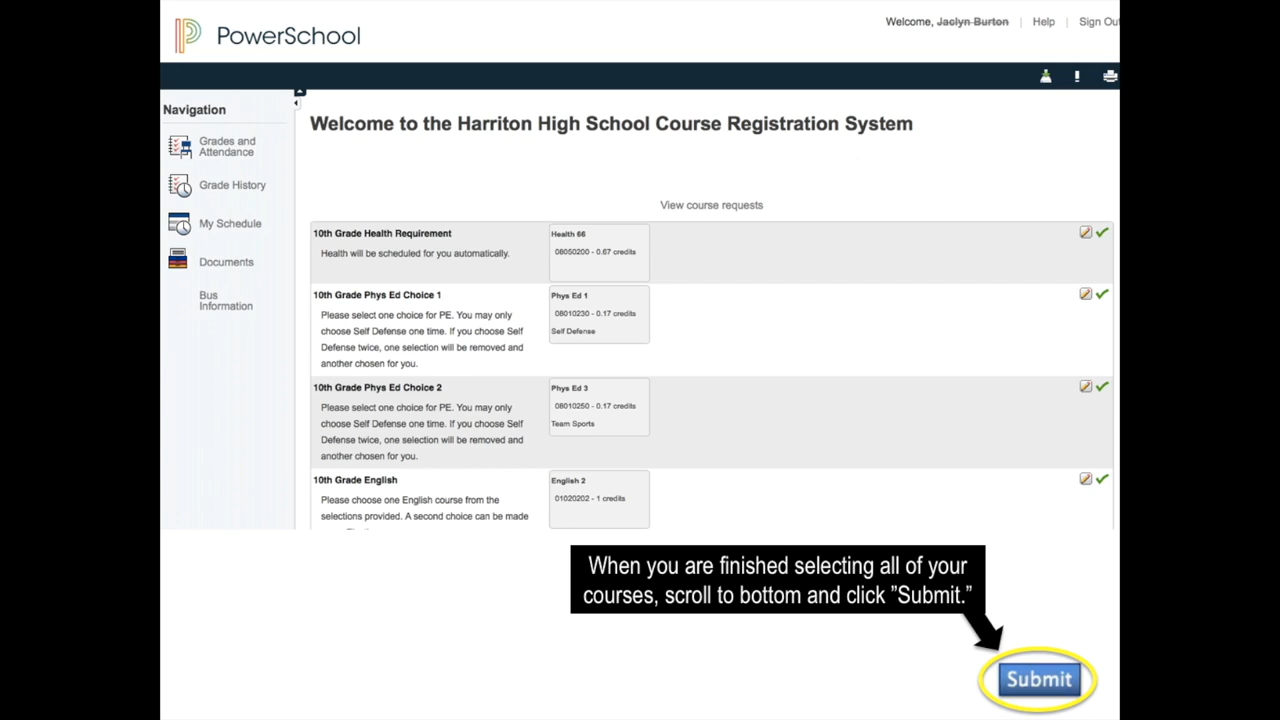 PowerSchool
Welcome, Jaclyn Burton | Help | Sign Out
Navigation
Grades and
Attendance
Grade History
My Schedule
Documents
Bus
Information
Welcome to the Harriton High School Course Registration System
View course requests
10th Grade Health Requirement
Health will be scheduled for you automatically.
Health 66
08050200 - 0.67 credits
10th Grade Phys Ed Choice 1
Please select one choice for PE. You may only
choose Self Defense one time. If you choose Self
Defense twice, one selection will be removed and
another chosen for you.
Phys Ed 1
08010230 - 0.17 credits
Self Defense
10th Grade Phys Ed Choice 2
Please select one choice for PE. You may only
choose Self Defense one time. If you choose Self
Defense twice, one selection will be removed and
another chosen for you.
Phys Ed 3
08010250 - 0.17 credits
Team Sports
10th Grade English
Please choose one English course from the
selections provided. A second choice can be made
English 2
01020202 - 1 credits
When you are finished selecting all of your
courses, scroll to bottom and click ”Submit.”
Submit